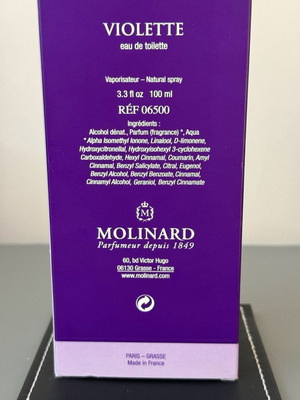 VIOLETTE
eau de toilette
Vaporisateur – Natural spray
3.3 fl oz  100 ml
RÉF 06500
Ingrédients :
Alcohol dénat., Parfum (fragrance) *, Aqua
* Alpha Isomethyl Ionone, Linalool, D-limonene,
Hydroxycitronellal, Hydroxyisohexyl 3-cyclohexene
Carboxaldehyde, Hexyl Cinnamal, Coumarin, Amyl
Cinnamal, Benzyl Salicylate, Citral, Eugenol,
Benzyl Alcohol, Benzyl Benzoate, Cinnamal,
Cinnamyl Alcohol, Geraniol, Benzyl Cinnamate
M
MOLINARD
Parfumeur depuis 1849
60, bd Victor Hugo
06130 Grasse - France
www.molinard.com
PARIS – GRASSE
Made in France